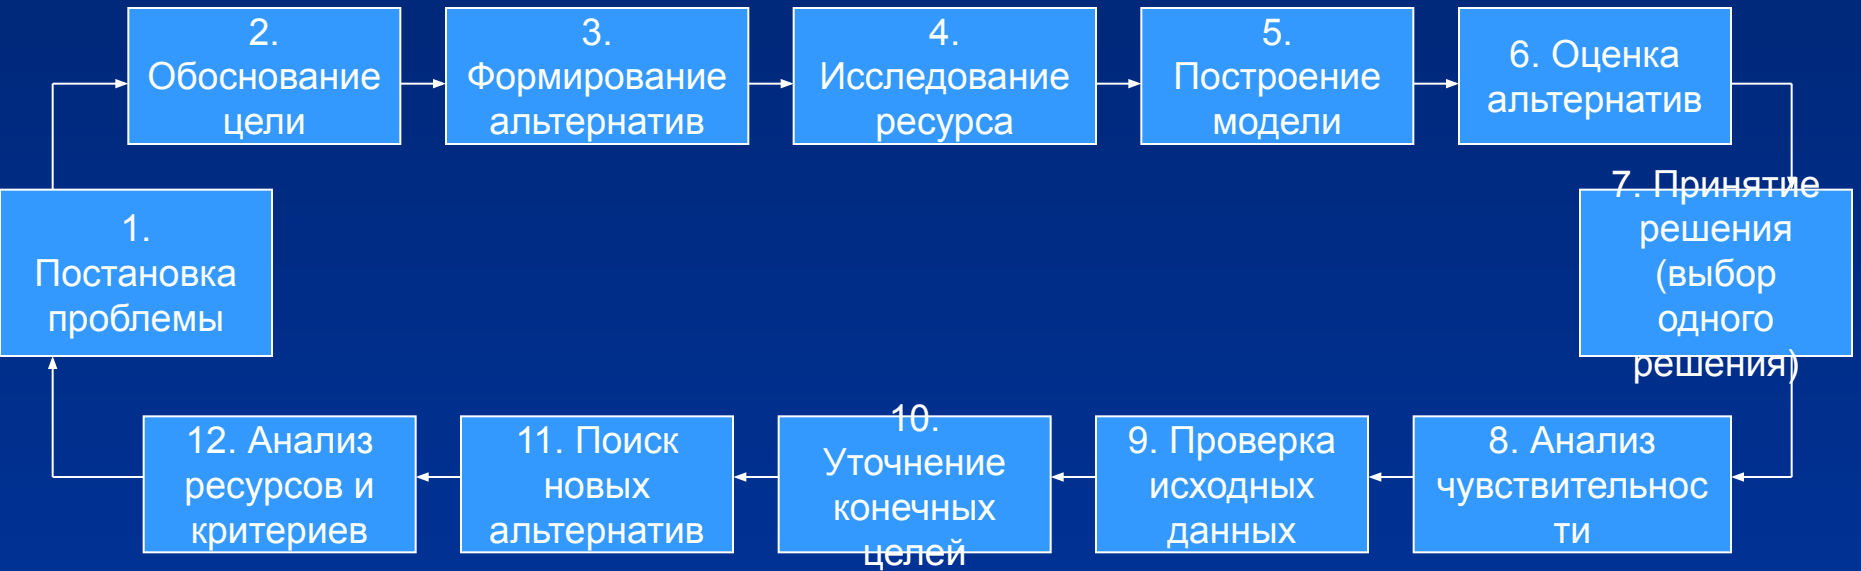 2.
Обоснование
цели
3.
Формирование
альтернатив
4.
Исследование
ресурса
5.
Построение
модели
6. Оценка
альтернатив
1.
Постановка
проблемы
7. Принятие
решения
(выбор
одного
решения)
12. Анализ
ресурсов и
критериев
11. Поиск
новых
альтернатив
10.
Уточнение
конечных
целей
9. Проверка
исходных
данных
8. Анализ
чувствительнос
ти